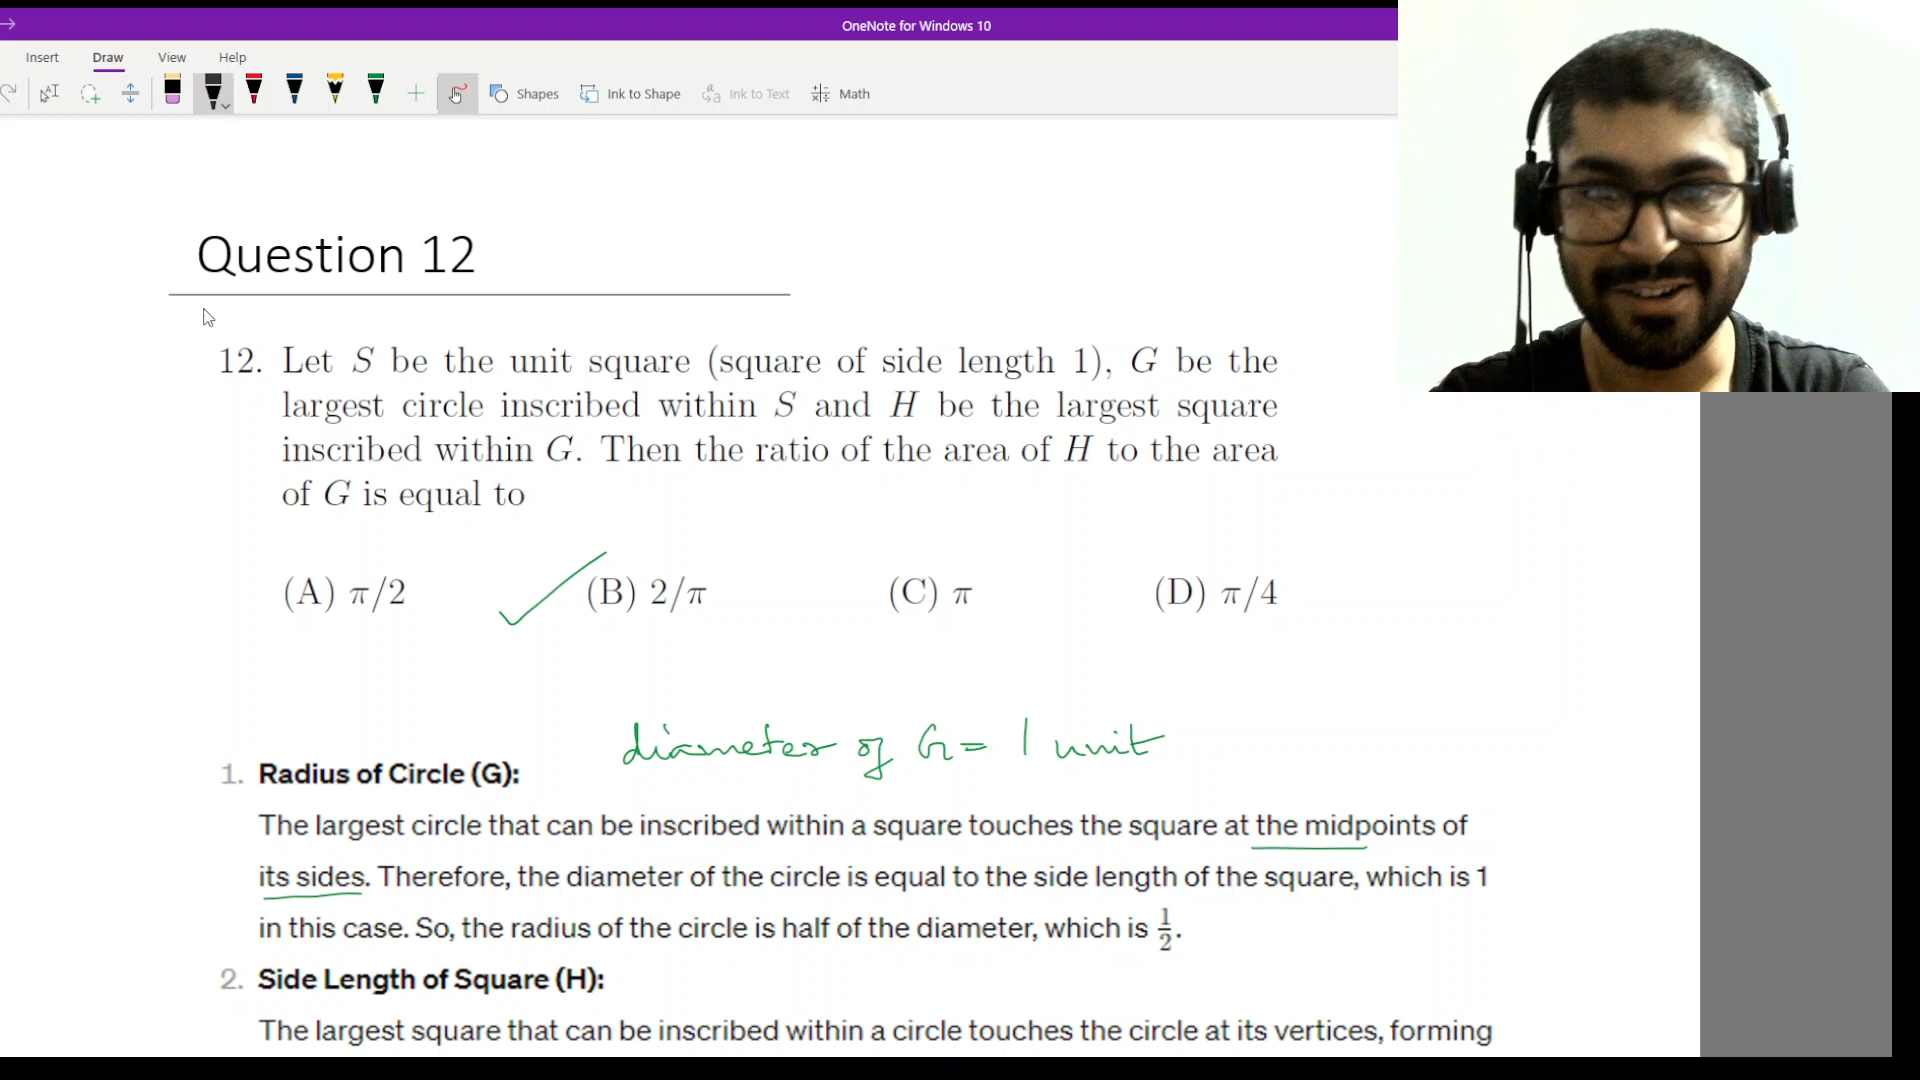 OneNote for Windows 10
Insert Draw View Help
Shapes Ink to Shape Ink to Text Math
Question 12
12. Let S be the unit square (square of side length 1), G be the
largest circle inscribed within S and H be the largest square
inscribed within G. Then the ratio of the area of H to the area
of G is equal to
(A) π/2 (B) 2/π (C) π (D) π/4
diameter of G = 1 unit
1. Radius of Circle (G):
The largest circle that can be inscribed within a square touches the square at the midpoints of
its sides. Therefore, the diameter of the circle is equal to the side length of the square, which is 1
in this case. So, the radius of the circle is half of the diameter, which is 1/2.
2. Side Length of Square (H):
The largest square that can be inscribed within a circle touches the circle at its vertices, forming